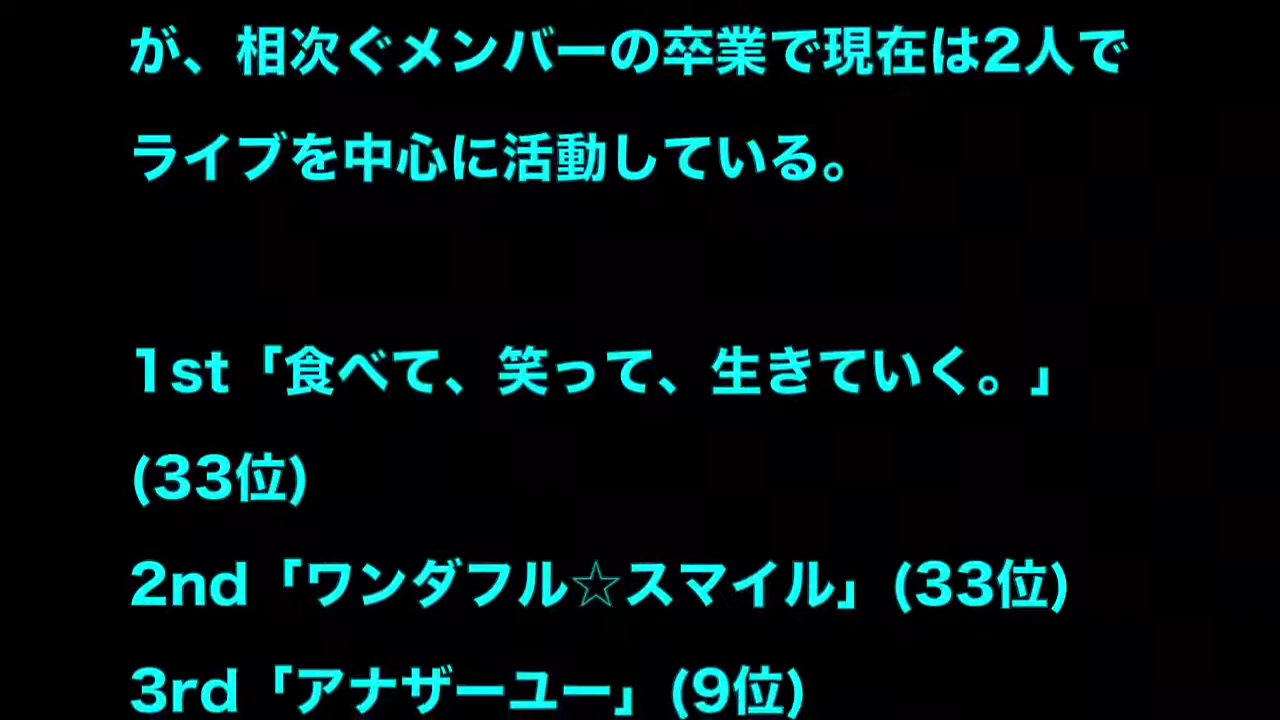 が、相次ぐメンバーの卒業で現在は2人で
ライブを中心に活動している。
1st「食べて、笑って、生きていく。」
(33位)
2nd「ワンダフル☆スマイル」(33位)
3rd「アナザーユー」(9位)